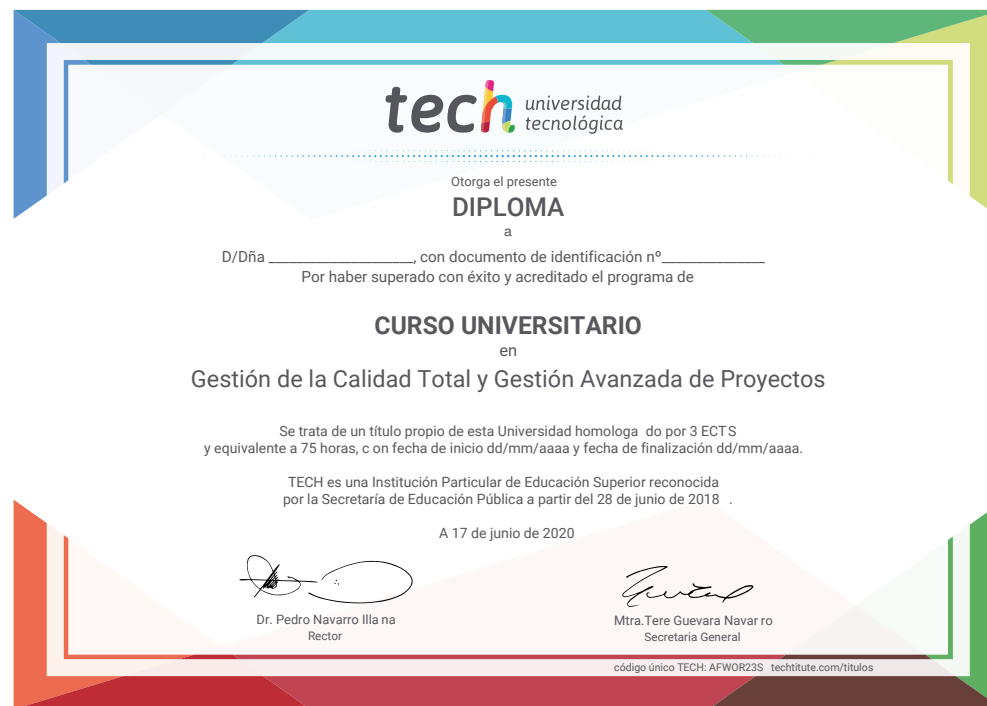 tech universidad
tecnológica
Otorga el presente
DIPLOMA
a
D/Dña ____________________, con documento de identificación nº______________
Por haber superado con éxito y acreditado el programa de
CURSO UNIVERSITARIO
en
Gestión de la Calidad Total y Gestión Avanzada de Proyectos
Se trata de un título propio de esta Universidad homologa do por 3 ECTS
y equivalente a 75 horas, c on fecha de inicio dd/mm/aaaa y fecha de finalización dd/mm/aaaa.
TECH es una Institución Particular de Educación Superior reconocida
por la Secretaría de Educación Pública a partir del 28 de junio de 2018 .
A 17 de junio de 2020
Dr. Pedro Navarro Illa na
Rector
Mtra.Tere Guevara Navar ro
Secretaria General
código único TECH: AFWOR23S techtitute.com/titulos